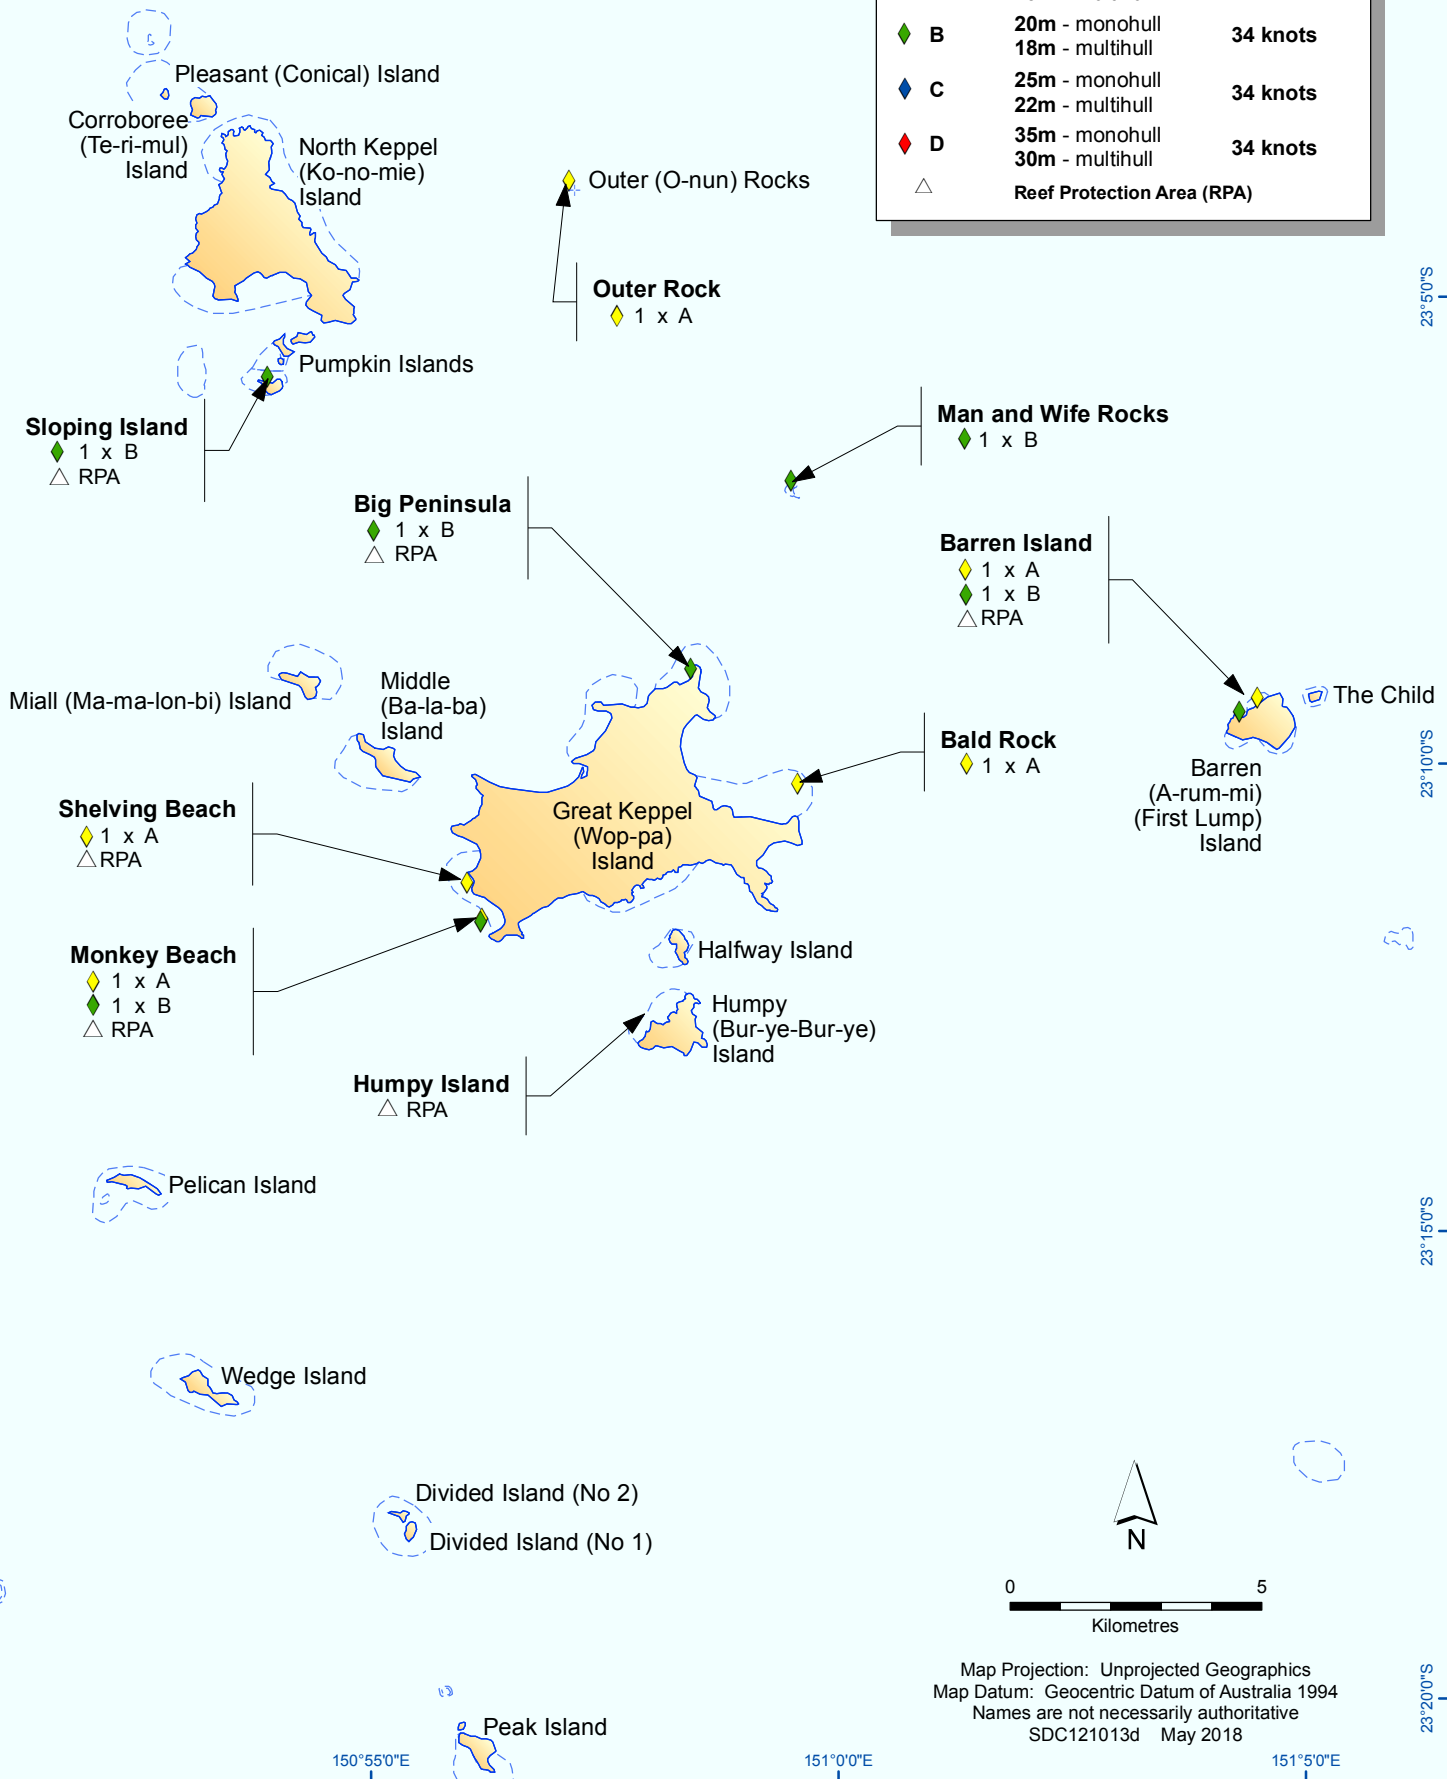 B
20m - monohull
18m - multihull
34 knots
C
25m - monohull
22m - multihull
34 knots
D
35m - monohull
30m - multihull
34 knots
Reef Protection Area (RPA)
Pleasant (Conical) Island
Corroboree
(Te-ri-mul)
Island
North Keppel
(Ko-no-mie)
Island
Outer (O-nun) Rocks
Outer Rock
1 x A
23°5'0"S
Pumpkin Islands
Sloping Island
1 x B
RPA
Man and Wife Rocks
1 x B
Big Peninsula
1 x B
RPA
Barren Island
1 x A
1 x B
RPA
Miall (Ma-ma-lon-bi) Island
Middle
(Ba-la-ba)
Island
The Child
Bald Rock
1 x A
Barren
(A-rum-mi)
(First Lump)
Island
23°10'0"S
Shelving Beach
1 x A
RPA
Great Keppel
(Wop-pa)
Island
Monkey Beach
1 x A
1 x B
RPA
Halfway Island
Humpy
(Bur-ye-Bur-ye)
Island
Humpy Island
RPA
Pelican Island
23°15'0"S
Wedge Island
Divided Island (No 2)
Divided Island (No 1)
N
0 5
Kilometres
Map Projection: Unprojected Geographics
Map Datum: Geocentric Datum of Australia 1994
Names are not necessarily authoritative
SDC121013d May 2018
23°20'0"S
Peak Island
150°55'0"E
151°0'0"E
151°5'0"E